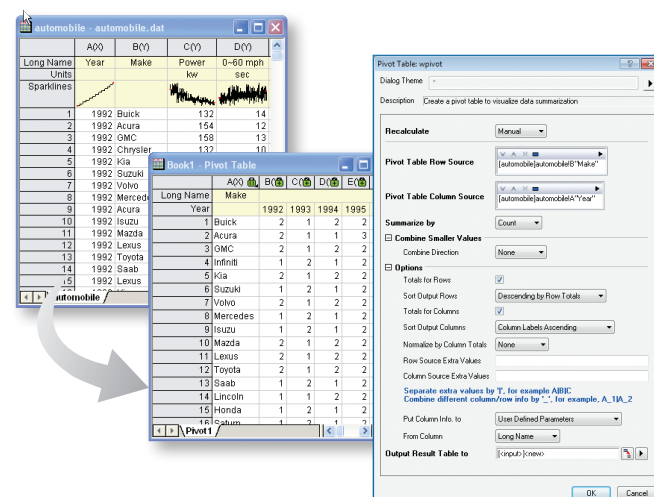 automobile - automobile.dat
A(X) B(Y) C(Y) D(Y)
Long Name Year Make Power 0~60 mph
Units kw sec
Sparklines
1 1992 Buick 132 14
2 1992 Acura 154 12
3 1992 GMC 158 13
4 1992 Chrysler 132 10
5 1992 Kia
6 1992 Suzuki
7 1992 Volvo
8 1992 Merced
9 1992 Acura
10 1992 Isuzu
11 1992 Mazda
12 1992 Lexus
13 1992 Toyota
14 1992 Saab
15 1992 Lexus
automobile
Book1 - Pivot Table
A(X) B( C( D( E(
Long Name Make
Year 1992 1993 1994 1995
1 Buick 2 1 2 2
2 Acura 2 1 1 3
3 GMC 2 1 2 2
4 Infiniti 1 2 1 2
5 Kia 2 1 2 2
6 Suzuki 1 2 1 2
7 Volvo 2 1 2 2
8 Mercedes 1 2 1 2
9 Isuzu 1 2 1 2
10 Mazda 2 1 2 2
11 Lexus 2 1 2 2
12 Toyota 2 1 2 2
13 Saab 1 2 1 2
14 Lincoln 1 1 2 2
15 Honda 1 2 1 2
16 Saturn 1 2 1 2
Pivot1
Pivot Table: wpivot
Dialog Theme
Description Create a pivot table to visualize data summarization
Recalculate Manual
Pivot Table Row Source [automobile]automobile!B"Make"
Pivot Table Column Source [automobile]automobile!A"Year"
Summarize by Count
Combine Smaller Values
Combine Direction None
Options
Totals for Rows
Sort Output Rows Descending by Row Totals
Totals for Columns
Sort Output Columns Column Labels Ascending
Normalize by Column Totals None
Row Source Extra Values
Column Source Extra Values
Separate extra values by '|', for example A|B|C
Combine different column/row info by '_', for example, A_1|A_2
Put Column Info. to User Defined Parameters
From Column Long Name
Output Result Table to [<input>]<new>
OK Cancel